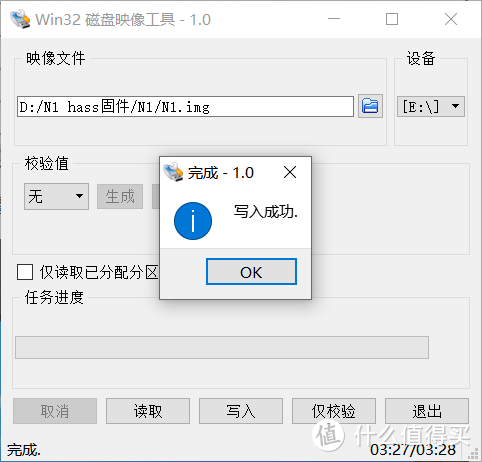 Win32 磁盘映像工具 - 1.0
映像文件
设备
D:/N1 hass固件/N1/N1.img
[E:\]
校验值
无
生成
完成 - 1.0
写入成功.
OK
仅读取已分配分区
任务进度
取消
读取
写入
仅校验
退出
完成.
03:27/03:28
值 什么值得买